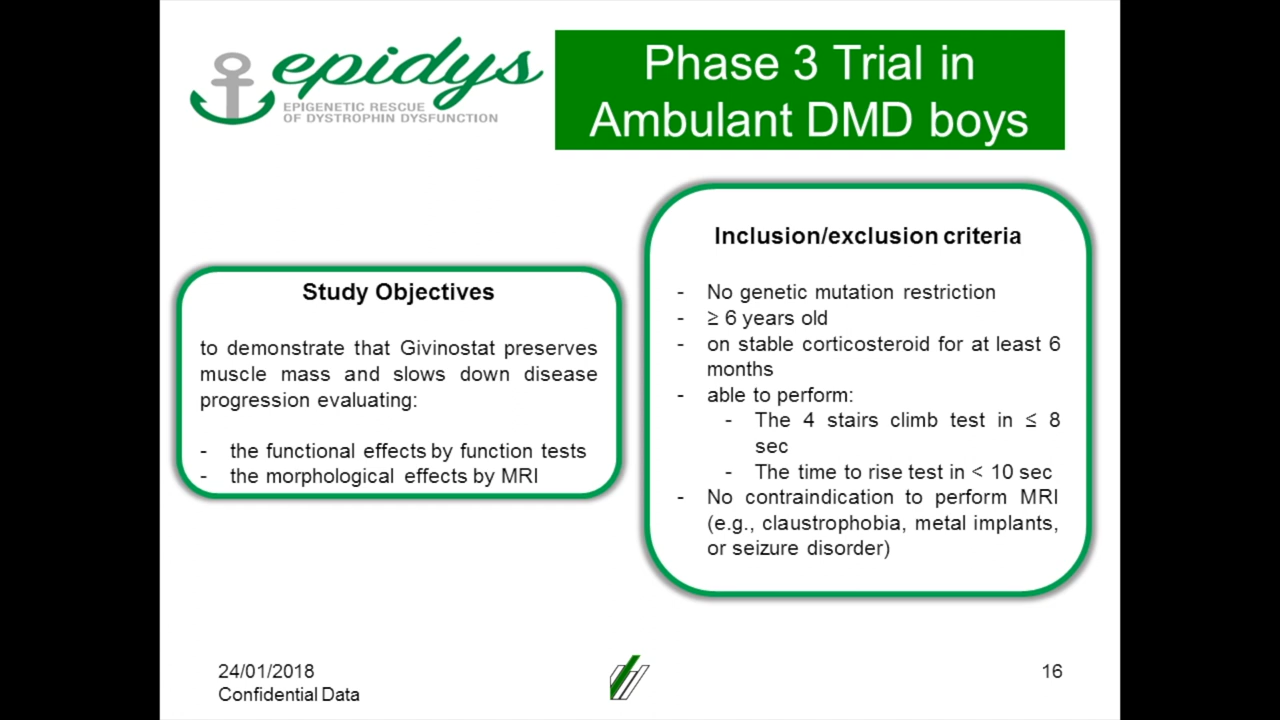 epidys
EPIGENETIC RESCUE
OF DYSTROPHIN DYSFUNCTION
Phase 3 Trial in
Ambulant DMD boys
Study Objectives
to demonstrate that Givinostat preserves
muscle mass and slows down disease
progression evaluating:
- the functional effects by function tests
- the morphological effects by MRI
Inclusion/exclusion criteria
- No genetic mutation restriction
- ≥ 6 years old
- on stable corticosteroid for at least 6
months
- able to perform:
- The 4 stairs climb test in ≤ 8
sec
- The time to rise test in < 10 sec
- No contraindication to perform MRI
(e.g., claustrophobia, metal implants,
or seizure disorder)
24/01/2018
Confidential Data
16